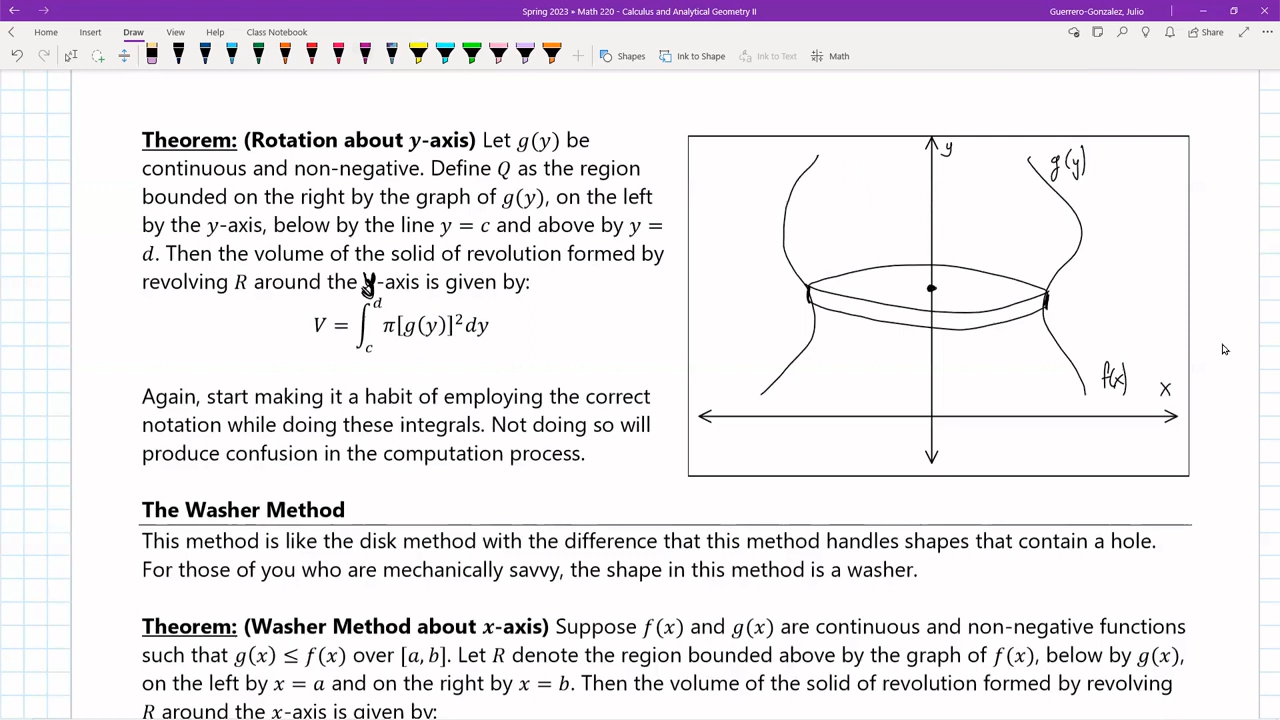 Spring 2023 » Math 220 - Calculus and Analytical Geometry II
Guerrero-Gonzalez, Julio
Home Insert Draw View Help Class Notebook
Share
Shapes Ink to Shape Ink to Text Math
Theorem: (Rotation about y-axis) Let g(y) be
continuous and non-negative. Define Q as the region
bounded on the right by the graph of g(y), on the left
by the y-axis, below by the line y = c and above by y =
d. Then the volume of the solid of revolution formed by
revolving R around the y-axis is given by:
V = ∫_c^d π[g(y)]²dy
Again, start making it a habit of employing the correct
notation while doing these integrals. Not doing so will
produce confusion in the computation process.
y
g(y)
f(x)
x
The Washer Method
This method is like the disk method with the difference that this method handles shapes that contain a hole.
For those of you who are mechanically savvy, the shape in this method is a washer.
Theorem: (Washer Method about x-axis) Suppose f(x) and g(x) are continuous and non-negative functions
such that g(x) ≤ f(x) over [a, b]. Let R denote the region bounded above by the graph of f(x), below by g(x),
on the left by x = a and on the right by x = b. Then the volume of the solid of revolution formed by revolving
R around the x-axis is given by: